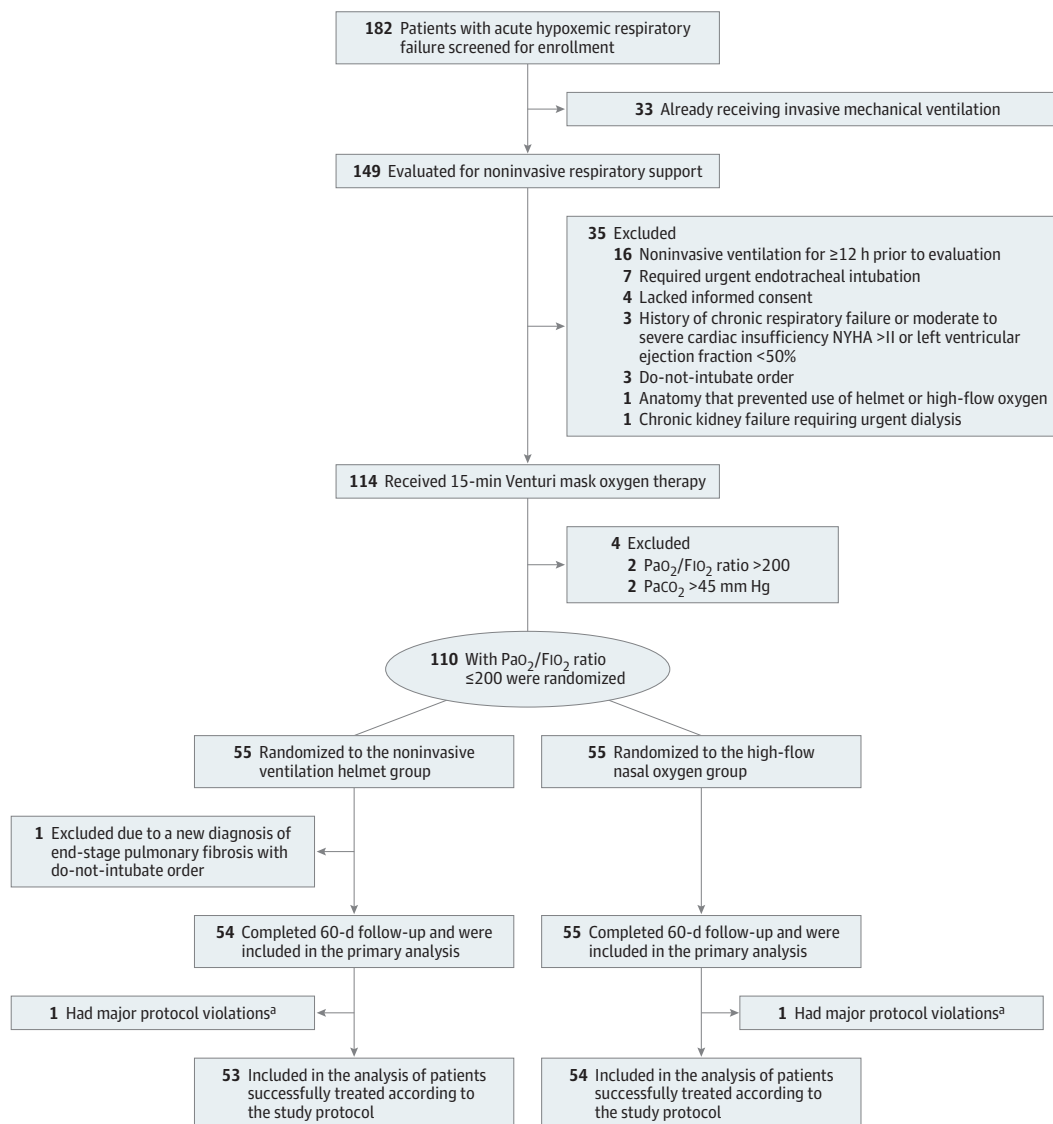 182 Patients with acute hypoxemic respiratory
failure screened for enrollment
33 Already receiving invasive mechanical ventilation
149 Evaluated for noninvasive respiratory support
35 Excluded
16 Noninvasive ventilation for ≥12 h prior to evaluation
7 Required urgent endotracheal intubation
4 Lacked informed consent
3 History of chronic respiratory failure or moderate to
severe cardiac insufficiency NYHA >II or left ventricular
ejection fraction <50%
3 Do-not-intubate order
1 Anatomy that prevented use of helmet or high-flow oxygen
1 Chronic kidney failure requiring urgent dialysis
114 Received 15-min Venturi mask oxygen therapy
4 Excluded
2 PaO₂/FIO₂ ratio >200
2 PaCO₂ >45 mm Hg
110 With PaO₂/FIO₂ ratio
≤200 were randomized
55 Randomized to the noninvasive
ventilation helmet group
55 Randomized to the high-flow
nasal oxygen group
1 Excluded due to a new diagnosis of
end-stage pulmonary fibrosis with
do-not-intubate order
54 Completed 60-d follow-up and were
included in the primary analysis
55 Completed 60-d follow-up and were
included in the primary analysis
1 Had major protocol violationsᵃ
1 Had major protocol violationsᵃ
53 Included in the analysis of patients
successfully treated according to
the study protocol
54 Included in the analysis of patients
successfully treated according to
the study protocol